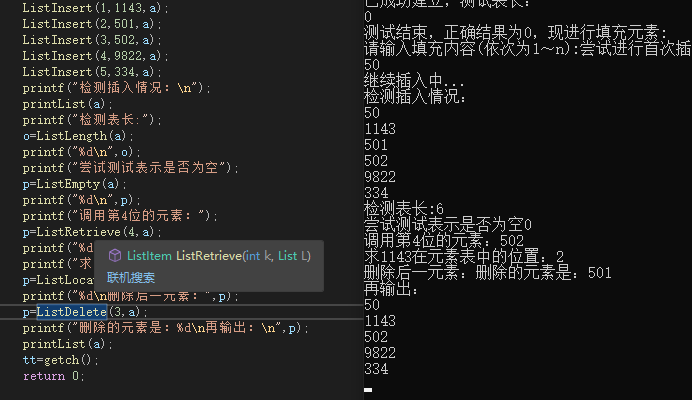 ListInsert(1,1143,a);
ListInsert(2,501,a);
ListInsert(3,502,a);
ListInsert(4,9822,a);
ListInsert(5,334,a);
printf("检测插入情况：\n");
printList(a);
printf("检测表长:");
o=ListLength(a);
printf("%d\n",o);
printf("尝试测试表示是否为空");
p=ListEmpty(a);
printf("%d\n",p);
printf("调用第4位的元素：");
p=ListRetrieve(4,a);
printf("%d
printf("求
p=ListLoca
ListItem ListRetrieve(int k, List L)
联机搜索
printf("%d\n删除后一元素：",p);
p=ListDelete(3,a);
printf("删除的元素是：%d\n再输出：\n",p);
printList(a);
tt=getch();
return 0;
已成功建立，测试表长：
0
测试结束，正确结果为0，现进行填充元素：
请输入填充内容(依次为1～n):尝试进行首次插
50
继续插入中...
检测插入情况：
50
1143
501
502
9822
334
检测表长:6
尝试测试表示是否为空0
调用第4位的元素：502
求1143在元素表中的位置：2
删除后一元素：删除的元素是：501
再输出：
50
1143
502
9822
334